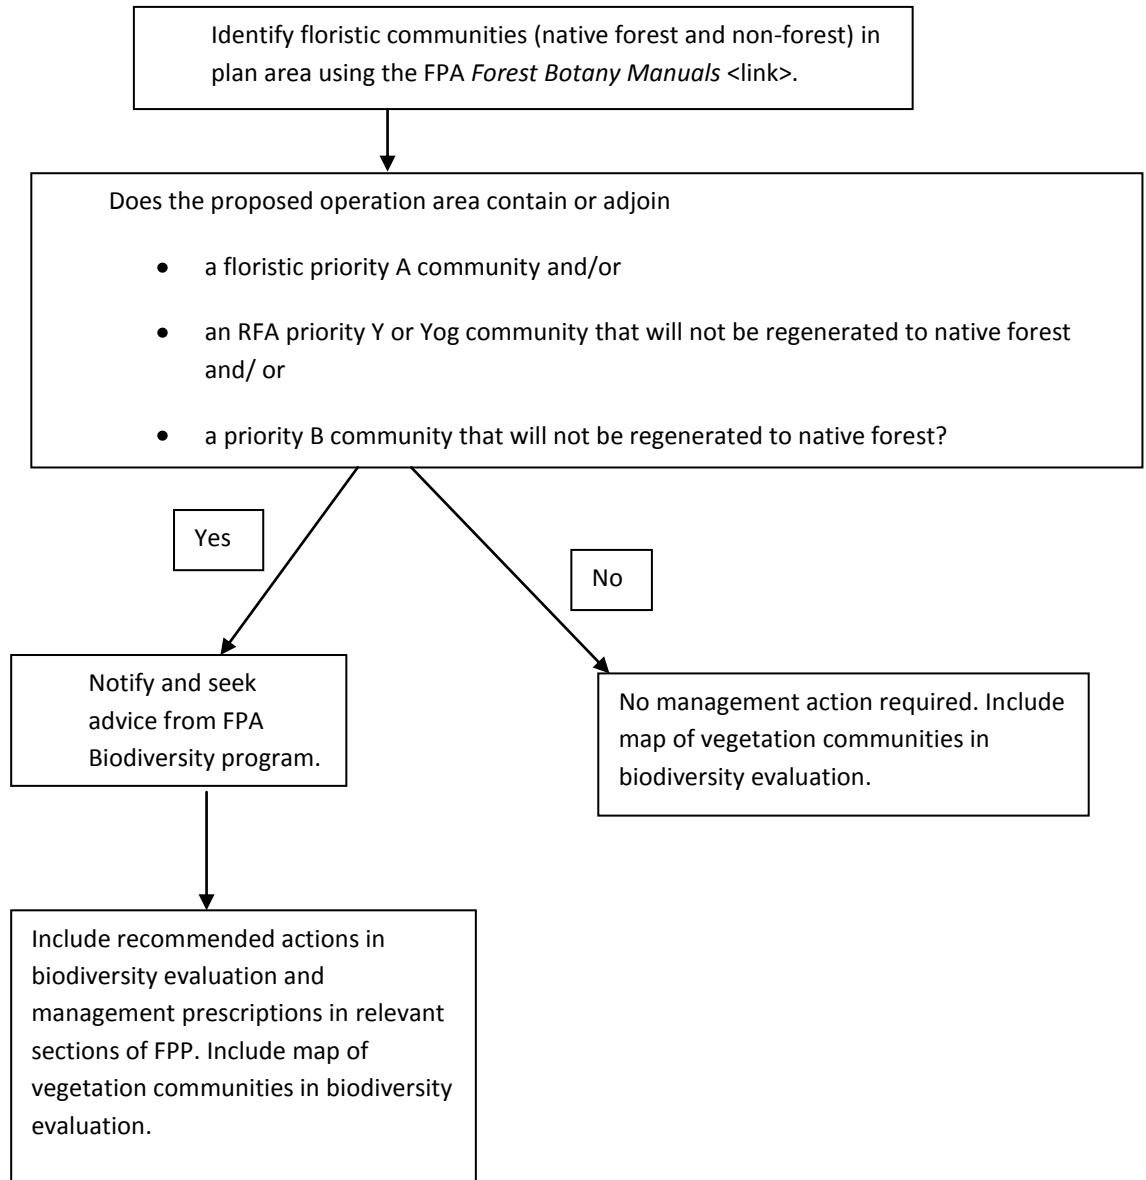 Identify floristic communities (native forest and non-forest) in
plan area using the FPA Forest Botany Manuals <link>.
Does the proposed operation area contain or adjoin
• a floristic priority A community and/or
• an RFA priority Y or Yog community that will not be regenerated to native forest
and/ or
• a priority B community that will not be regenerated to native forest?
Yes
No
Notify and seek
advice from FPA
Biodiversity program.
No management action required. Include
map of vegetation communities in
biodiversity evaluation.
Include recommended actions in
biodiversity evaluation and
management prescriptions in relevant
sections of FPP. Include map of
vegetation communities in biodiversity
evaluation.